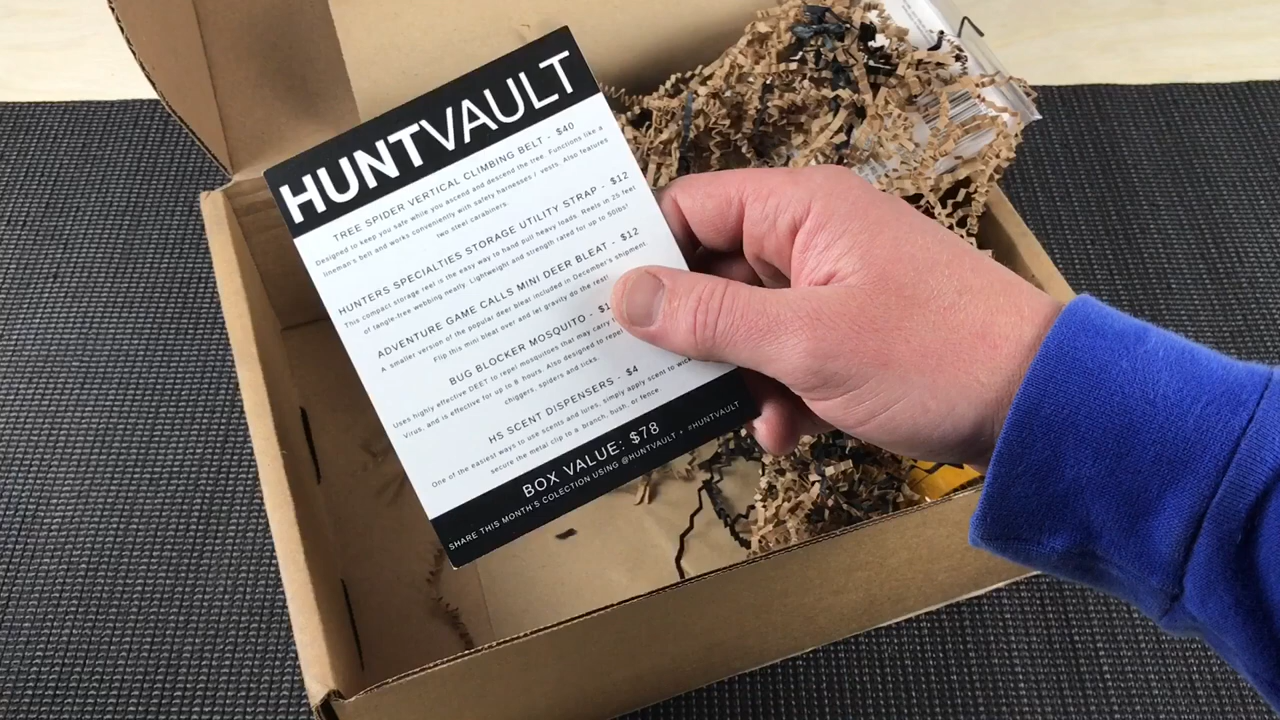 HUNTVAULT
TREE SPIDER VERTICAL CLIMBING BELT - $40
Designed to keep you safe while you ascend and descend the tree. Functions like a
lineman's belt and works conveniently with safety harnesses / vests. Also features
two steel carabiners.
HUNTERS SPECIALTIES STORAGE UTILITY STRAP - $12
This compact storage reel is the easy way to hand pull heavy loads. Reels in 25 feet
of tangle-tree webbing neatly. Lightweight and strength rated for up to 50lbs!
ADVENTURE GAME CALLS MINI DEER BLEAT - $12
A smaller version of the popular deer bleat included in December's shipment.
Flip this mini bleat over and let gravity do the rest!
BUG BLOCKER MOSQUITO - $1
Uses highly effective DEET to repel mosquitoes that may carry
Virus, and is effective for up to 8 hours. Also designed to repel
chiggers, spiders and ticks.
HS SCENT DISPENSERS - $4
One of the easiest ways to use scents and lures, simply apply scent to wick
secure the metal clip to a branch, bush, or fence
BOX VALUE: $78
SHARE THIS MONTH'S COLECTION USING @HUNTVAULT + #HUNTVAULT